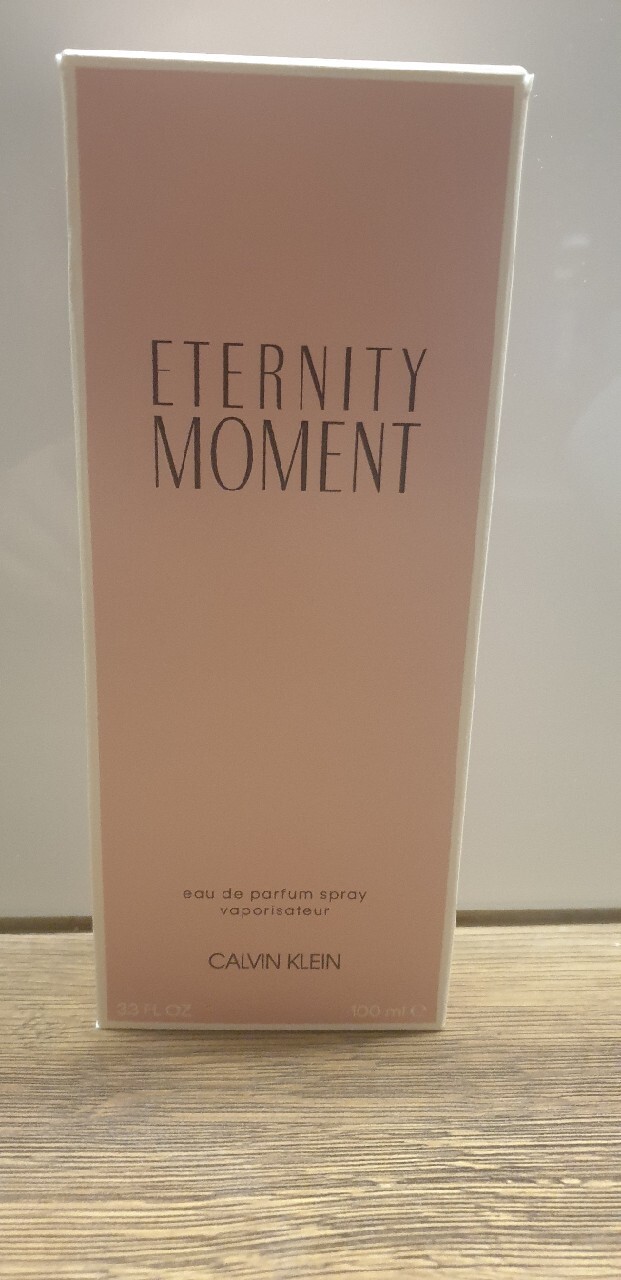 ETERNITY
MOMENT
eau de parfum spray
vaporisateur
CALVIN KLEIN
3.3 FL OZ 100 ml ℮